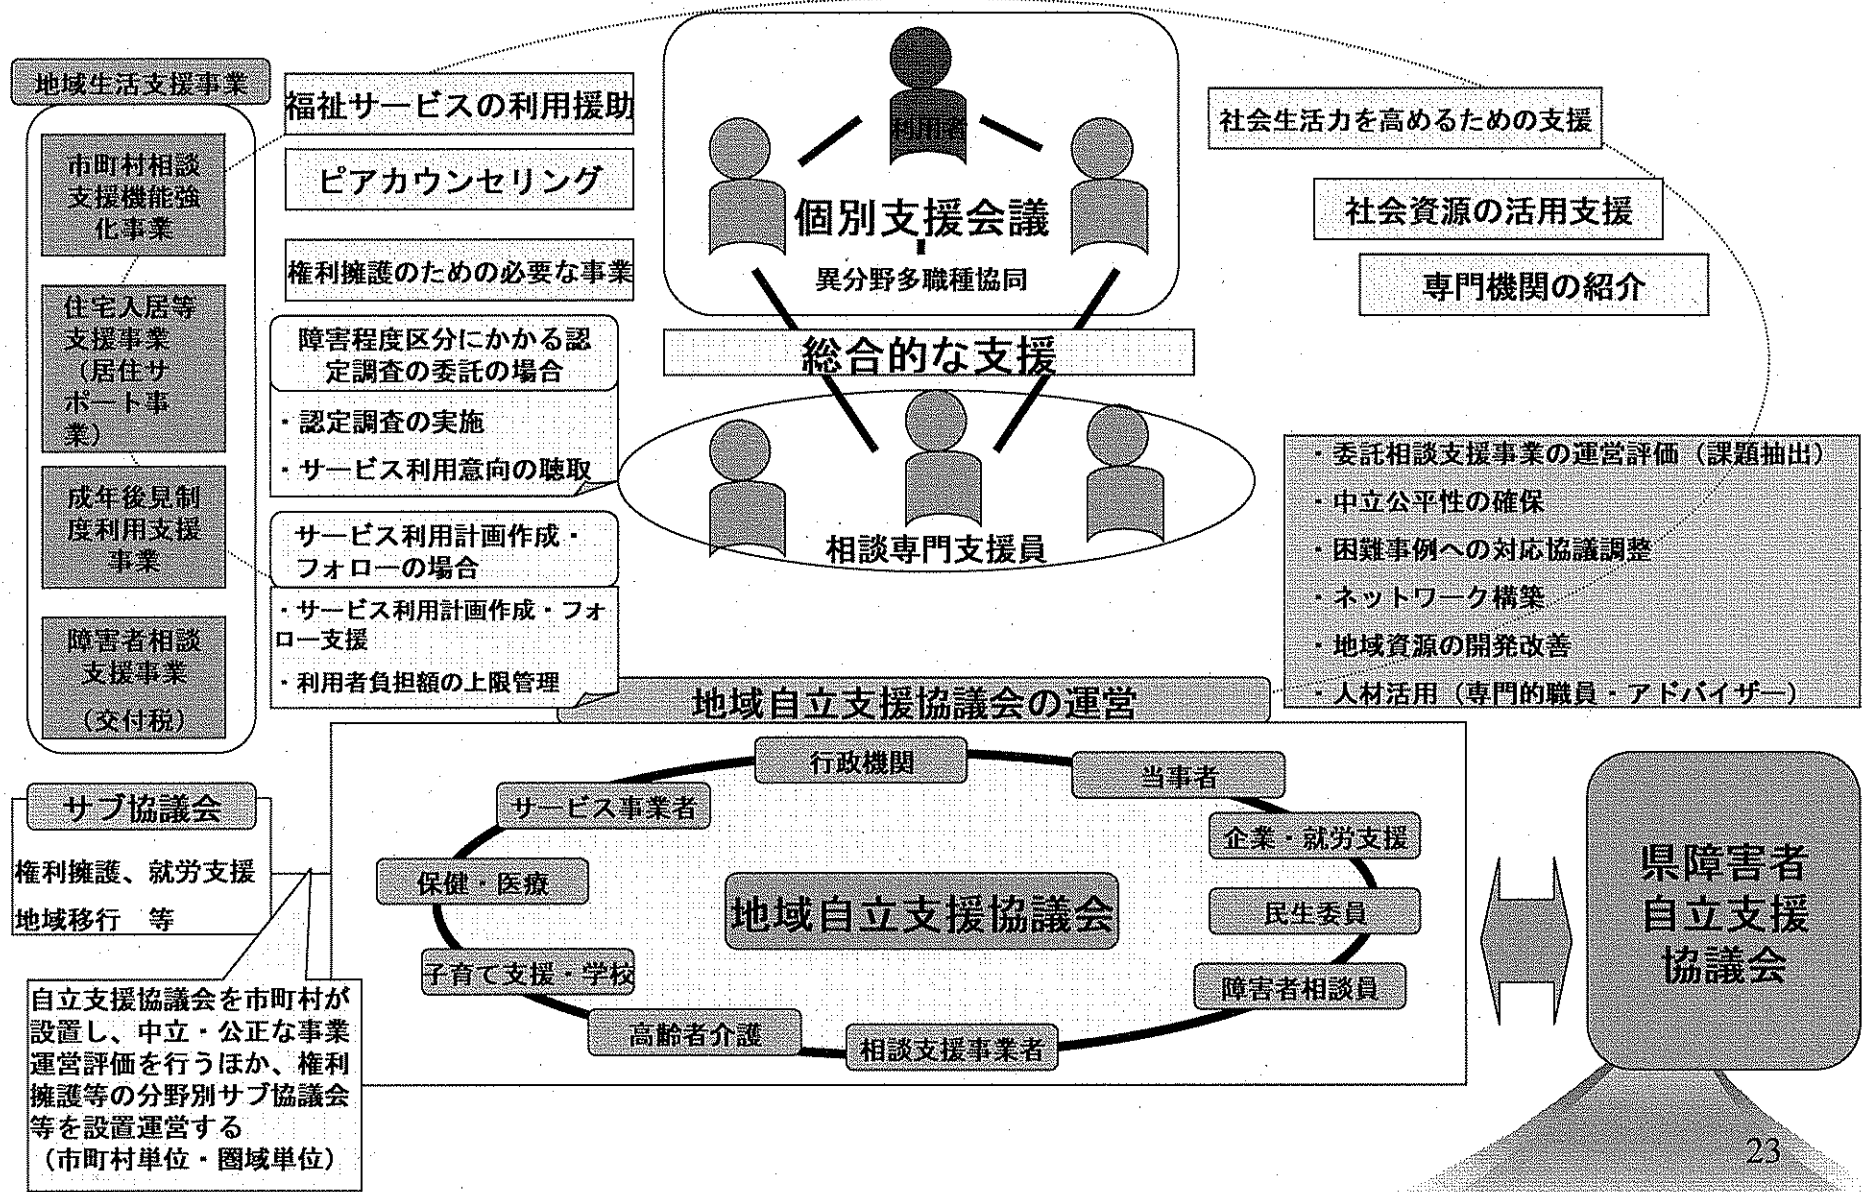 地域生活支援事業
市町村相談
支援機能強
化事業
住宅入居等
支援事業
（居住サ
ポート事
業）
成年後見制
度利用支援
事業
障害者相談
支援事業
（交付税）
福祉サービスの利用援助
ピアカウンセリング
権利擁護のための必要な事業
障害程度区分にかかる認
定調査の委託の場合
・認定調査の実施
・サービス利用意向の聴取
サービス利用計画作成・
フォローの場合
・サービス利用計画作成・フォ
ロー支援
・利用者負担額の上限管理
利用者
個別支援会議
異分野多職種協同
総合的な支援
相談専門支援員
社会生活力を高めるための支援
社会資源の活用支援
専門機関の紹介
・委託相談支援事業の運営評価（課題抽出）
・中立公平性の確保
・困難事例への対応協議調整
・ネットワーク構築
・地域資源の開発改善
・人材活用（専門的職員・アドバイザー）
地域自立支援協議会の運営
行政機関
当事者
サービス事業者
企業・就労支援
保健・医療
地域自立支援協議会
民生委員
子育て支援・学校
障害者相談員
高齢者介護
相談支援事業者
サブ協議会
権利擁護、就労支援
地域移行　等
自立支援協議会を市町村が
設置し、中立・公正な事業
運営評価を行うほか、権利
擁護等の分野別サブ協議会
等を設置運営する
（市町村単位・圏域単位）
県障害者
自立支援
協議会
23